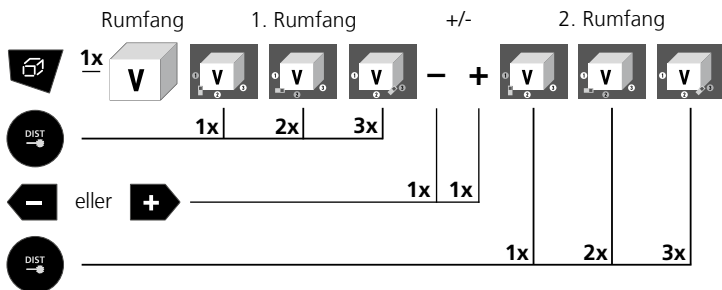 Rumfang 1. Rumfang +/- 2. Rumfang
1x V V V V − + V V V
DIST 1x 2x 3x
− eller + 1x 1x
DIST 1x 2x 3x